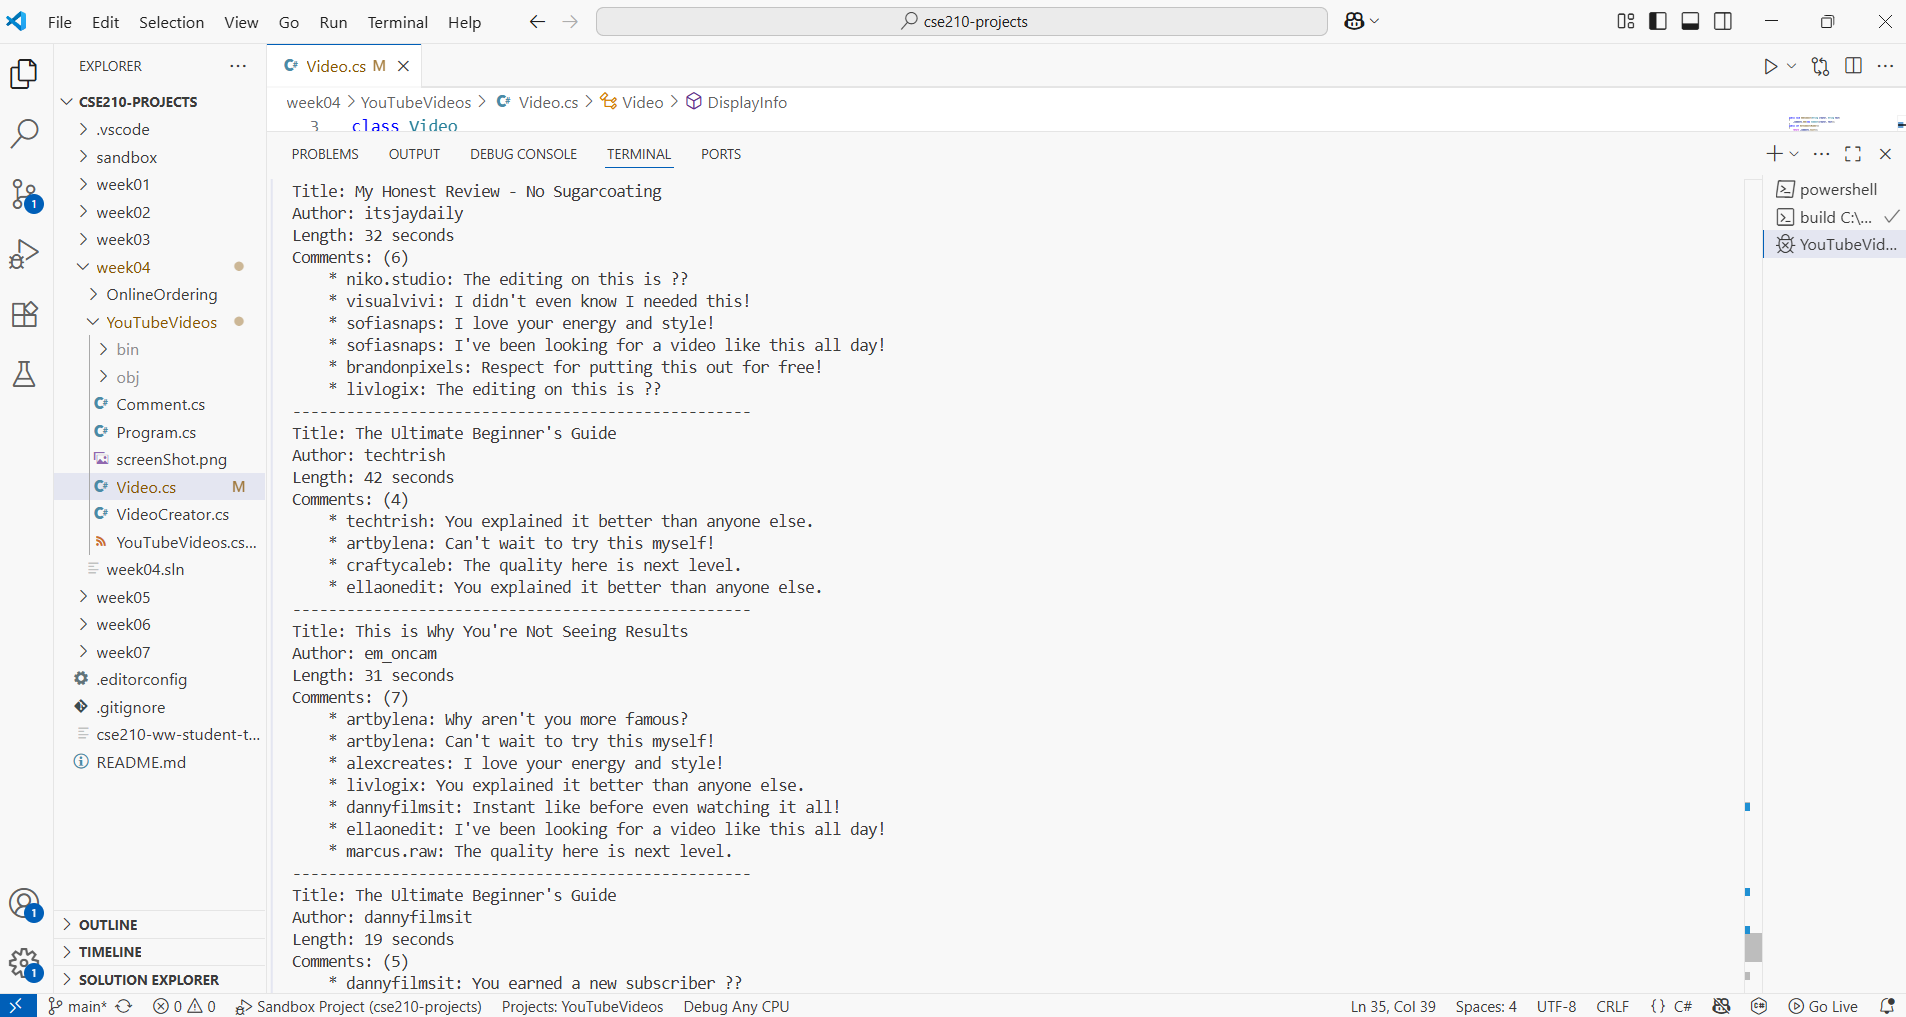 File Edit Selection View Go Run Terminal Help
cse210-projects
EXPLORER
CSE210-PROJECTS
.vscode
sandbox
week01
week02
week03
week04
OnlineOrdering
YouTubeVideos
bin
obj
Comment.cs
Program.cs
screenShot.png
Video.cs M
VideoCreator.cs
YouTubeVideos.cs...
week04.sln
week05
week06
week07
.editorconfig
.gitignore
cse210-ww-student-t...
README.md
OUTLINE
TIMELINE
SOLUTION EXPLORER
Video.cs M
week04 > YouTubeVideos > Video.cs > Video > DisplayInfo
3 class Video
PROBLEMS OUTPUT DEBUG CONSOLE TERMINAL PORTS
Title: My Honest Review - No Sugarcoating
Author: itsjaydaily
Length: 32 seconds
Comments: (6)
* niko.studio: The editing on this is ??
* visualvivi: I didn't even know I needed this!
* sofiasnaps: I love your energy and style!
* sofiasnaps: I've been looking for a video like this all day!
* brandonpixels: Respect for putting this out for free!
* livlogix: The editing on this is ??
---------------------------------------------------
Title: The Ultimate Beginner's Guide
Author: techtrish
Length: 42 seconds
Comments: (4)
* techtrish: You explained it better than anyone else.
* artbylena: Can't wait to try this myself!
* craftycaleb: The quality here is next level.
* ellaonedit: You explained it better than anyone else.
---------------------------------------------------
Title: This is Why You're Not Seeing Results
Author: em_oncam
Length: 31 seconds
Comments: (7)
* artbylena: Why aren't you more famous?
* artbylena: Can't wait to try this myself!
* alexcreates: I love your energy and style!
* livlogix: You explained it better than anyone else.
* dannyfilmsit: Instant like before even watching it all!
* ellaonedit: I've been looking for a video like this all day!
* marcus.raw: The quality here is next level.
---------------------------------------------------
Title: The Ultimate Beginner's Guide
Author: dannyfilmsit
Length: 19 seconds
Comments: (5)
* dannyfilmsit: You earned a new subscriber ??
powershell
build C:\...
YouTubeVid...
1
1
1
main* 0 0 Sandbox Project (cse210-projects) Projects: YouTubeVideos Debug Any CPU Ln 35, Col 39 Spaces: 4 UTF-8 CRLF {} C# Go Live